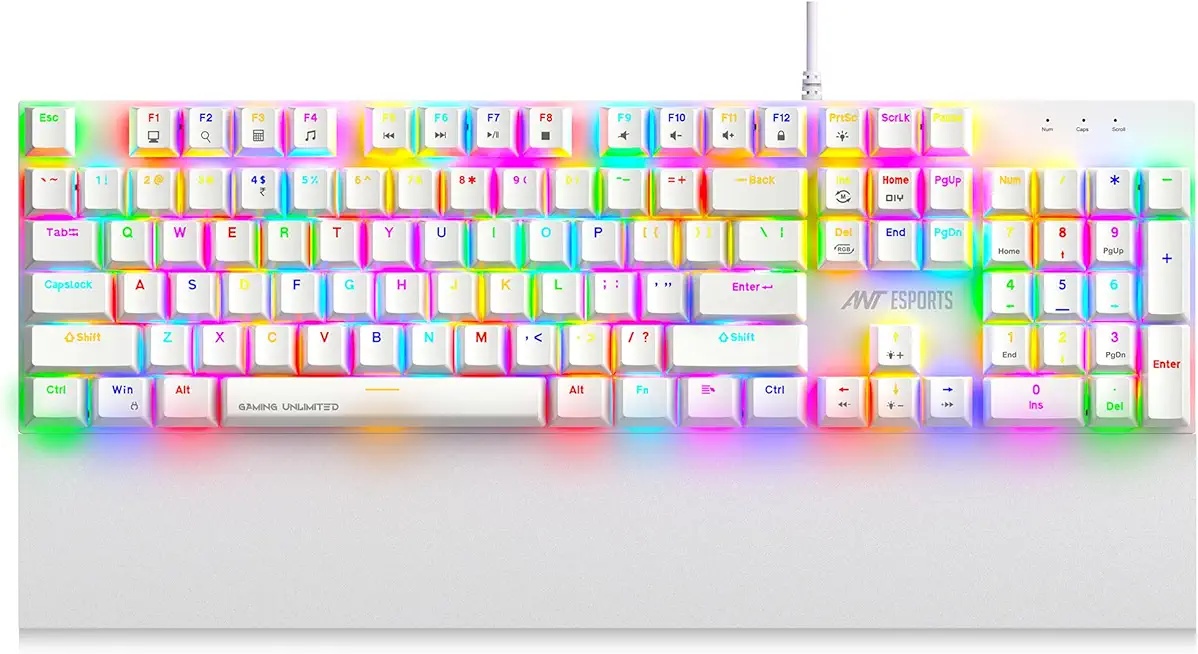 Esc F1 F2 F3 F4 F5 F6 F7 F8 F9 F10 F11 F12 PrtSc ScrLk Pause Num Caps Scroll
` ~ 1 ! 2 @ 3 # 4 $ ₹ 5 % 6 ^ 7 & 8 * 9 ( 0 ) - = + Back Ins M Home DIY PgUp Num / * -
Tab Q W E R T Y U I O P [ { ] } \ | Del RGB End PgDn 7 Home 8 ↑ 9 PgUp +
CapsLock A S D F G H J K L ; : ' " Enter ANT ESPORTS 4 ← 5 6 →
Shift Z X C V B N M , < . > / ? Shift ↑ 1 End 2 ↓ 3 PgDn Enter
Ctrl Win Alt GAMING UNLIMITED Alt Fn Ctrl ← ↓ → 0 Ins . Del